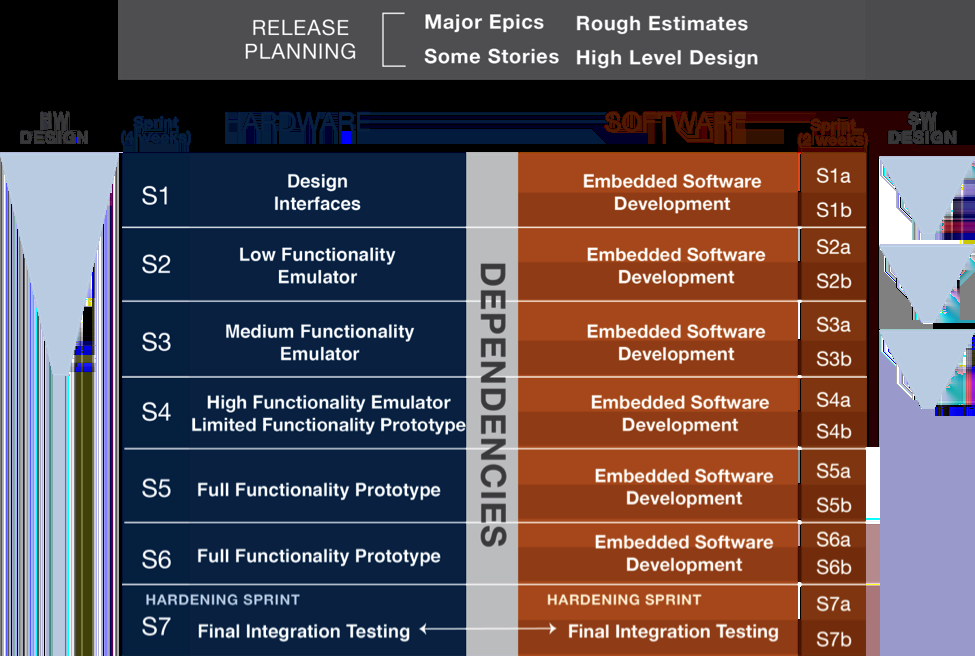 RELEASE
PLANNING
Major Epics
Rough Estimates
Some Stories
High Level Design
HW
DESIGN
Sprint
(4 weeks)
HARDWARE
SOFTWARE
Sprint
(2 weeks)
SW
DESIGN
S1
Design
Interfaces
Embedded Software
Development
S1a
S1b
S2
Low Functionality
Emulator
Embedded Software
Development
S2a
S2b
S3
Medium Functionality
Emulator
Embedded Software
Development
S3a
S3b
S4
High Functionality Emulator
Limited Functionality Prototype
Embedded Software
Development
S4a
S4b
S5
Full Functionality Prototype
Embedded Software
Development
S5a
S5b
S6
Full Functionality Prototype
Embedded Software
Development
S6a
S6b
DEPENDENCIES
HARDENING SPRINT
S7
Final Integration Testing
HARDENING SPRINT
Final Integration Testing
S7a
S7b